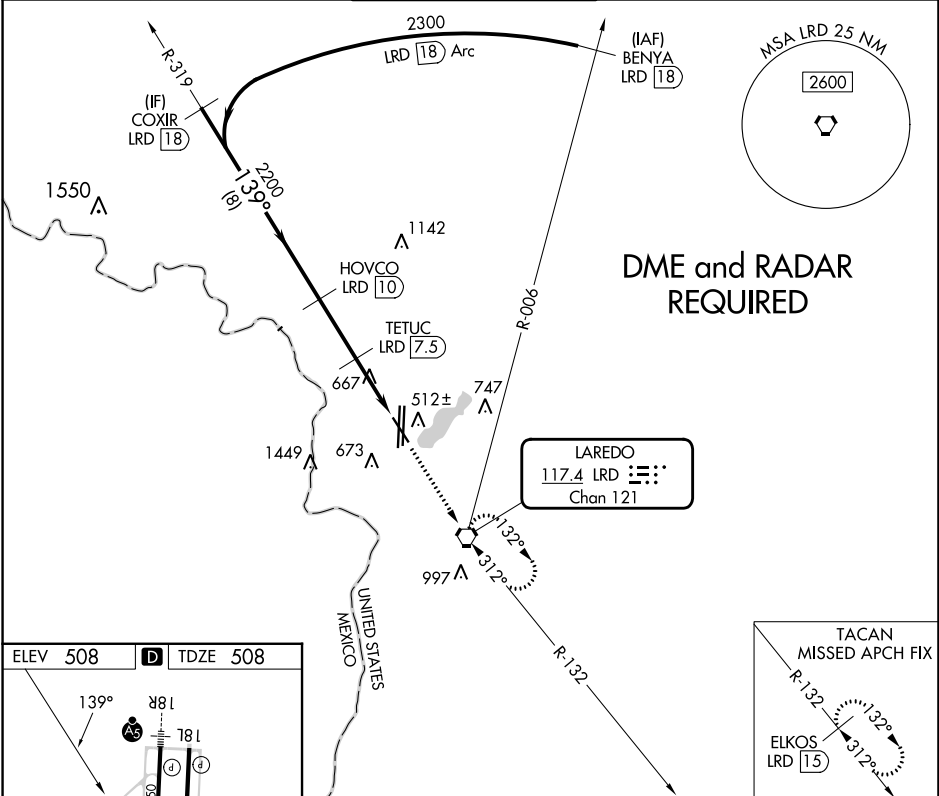 2300
LRD 18 Arc
(IAF)
BENYA
LRD 18
MSA LRD 25 NM
2600
R-319
(IF)
COXIR
LRD 18
2200
139°
(8)
1550
1142
HOVCO
LRD 10
DME and RADAR
REQUIRED
R-006
TETUC
LRD 7.5
667
512±
747
1449
673
LAREDO
117.4 LRD
Chan 121
132°
312°
997
UNITED STATES
MEXICO
R-132
ELEV 508 D TDZE 508
139°
A5
18R
18L
P
P
TACAN
MISSED APCH FIX
R-132
132°
312°
ELKOS
LRD 15